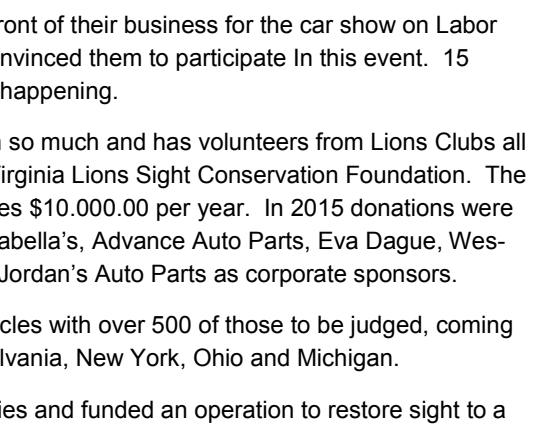 ront of their business for the car show on Labor
nvinced them to participate In this event.  15
happening.
so much and has volunteers from Lions Clubs all
irginia Lions Sight Conservation Foundation.  The
es $10.000.00 per year.  In 2015 donations were
abella’s, Advance Auto Parts, Eva Dague, Wes-
Jordan’s Auto Parts as corporate sponsors.
cles with over 500 of those to be judged, coming
lvania, New York, Ohio and Michigan.
ies and funded an operation to restore sight to a